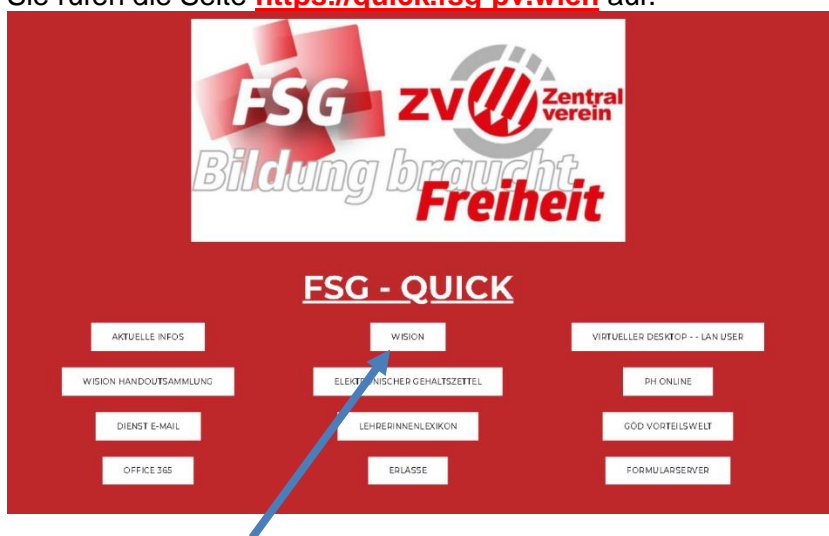 Sie rufen die Seite https://quick.fsg-pv.wien auf.
FSG ZV Zentral
verein
Bildung braucht
Freiheit
FSG - QUICK
AKTUELLE INFOS WISION VIRTUELLER DESKTOP - - LAN USER
WISION HANDOUTSAMMLUNG ELEKTRONISCHER GEHALTSZETTEL PH ONLINE
DIENST E-MAIL LEHRERINNENLEXIKON GÖD VORTEILSWELT
OFFICE 365 ERLÄSSE FORMULARSERVER